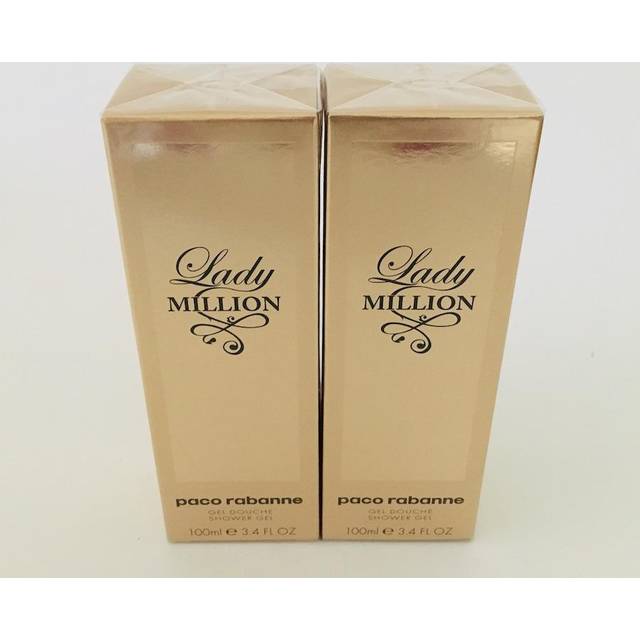 Lady
MILLION
paco rabanne
GEL DOUCHE
SHOWER GEL
100ml ℮ 3.4 FL OZ
Lady
MILLION
paco rabanne
GEL DOUCHE
SHOWER GEL
100ml ℮ 3.4 FL OZ